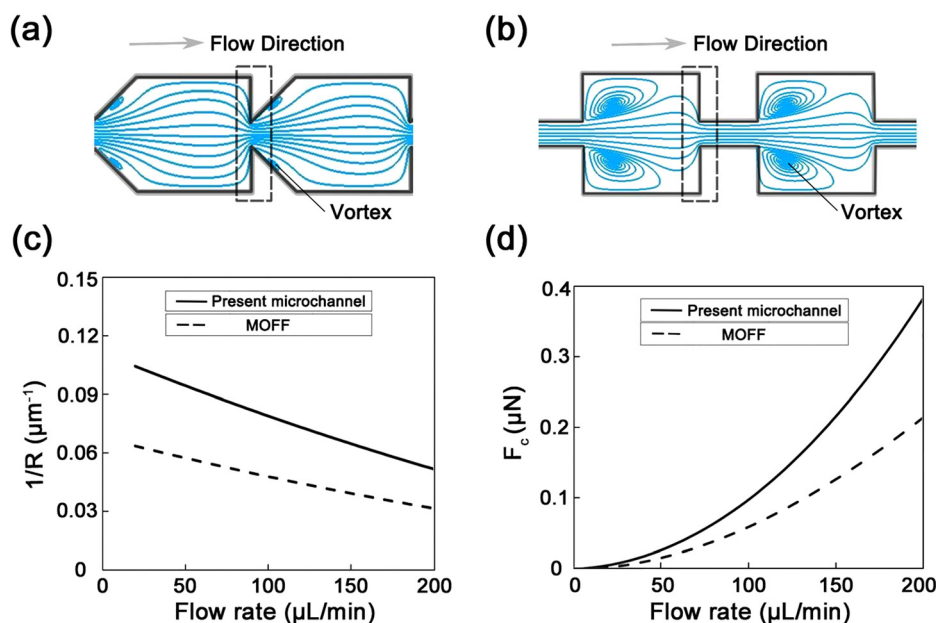 (a)
Flow Direction
Vortex
(b)
Flow Direction
Vortex
(c)
0.15
0.12
0.09
0.06
0.03
0
1/R (µm⁻¹)
Present microchannel
MOFF
0 50 100 150 200
Flow rate (µL/min)
(d)
0.4
0.3
0.2
0.1
0
F_c (µN)
Present microchannel
MOFF
0 50 100 150 200
Flow rate (µL/min)